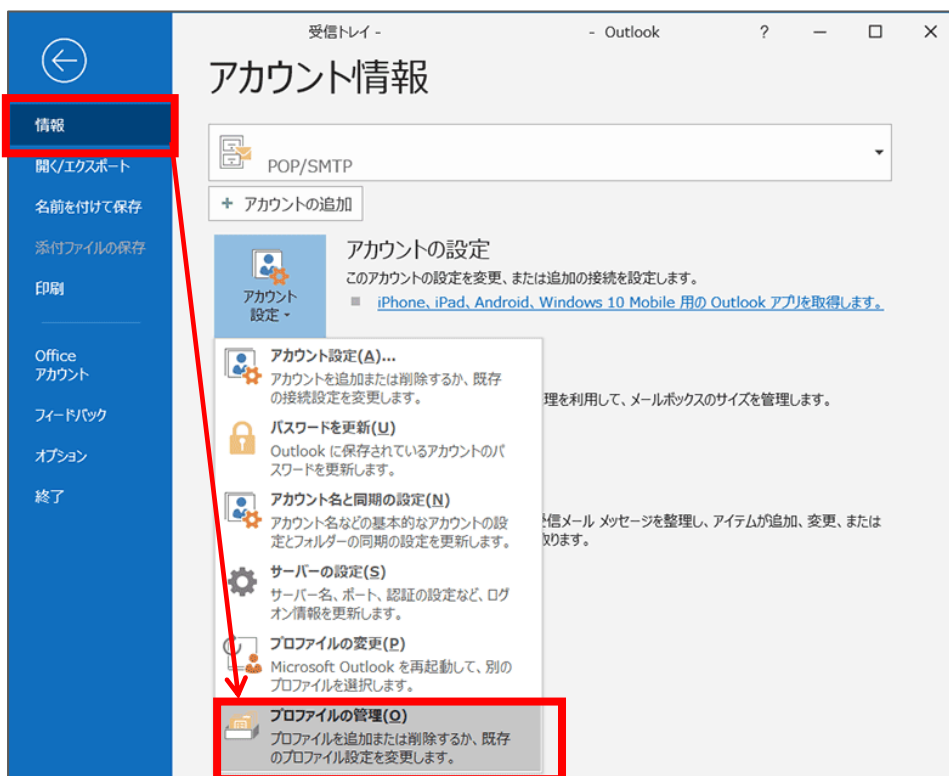 受信トレイ - - Outlook ?
アカウント情報
情報
開く/エクスポート
名前を付けて保存
添付ファイルの保存
印刷
Office
アカウント
フィードバック
オプション
終了
POP/SMTP
+ アカウントの追加
アカウント
設定
アカウントの設定
このアカウントの設定を変更、または追加の接続を設定します。
iPhone、iPad、Android、Windows 10 Mobile 用の Outlook アプリを取得します。
アカウント設定(A)...
アカウントを追加または削除するか、既存
の接続設定を変更します。
理を利用して、メールボックスのサイズを管理します。
パスワードを更新(U)
Outlook に保存されているアカウントのパ
スワードを更新します。
アカウント名と同期の設定(N)
アカウント名などの基本的なアカウントの設
定とフォルダーの同期の設定を更新します。
信メール メッセージを整理し、アイテムが追加、変更、または
取ります。
サーバーの設定(S)
サーバー名、ポート、認証の設定など、ログ
オン情報を更新します。
プロファイルの変更(P)
Microsoft Outlook を再起動して、別の
プロファイルを選択します。
プロファイルの管理(O)
プロファイルを追加または削除するか、既存
のプロファイル設定を変更します。